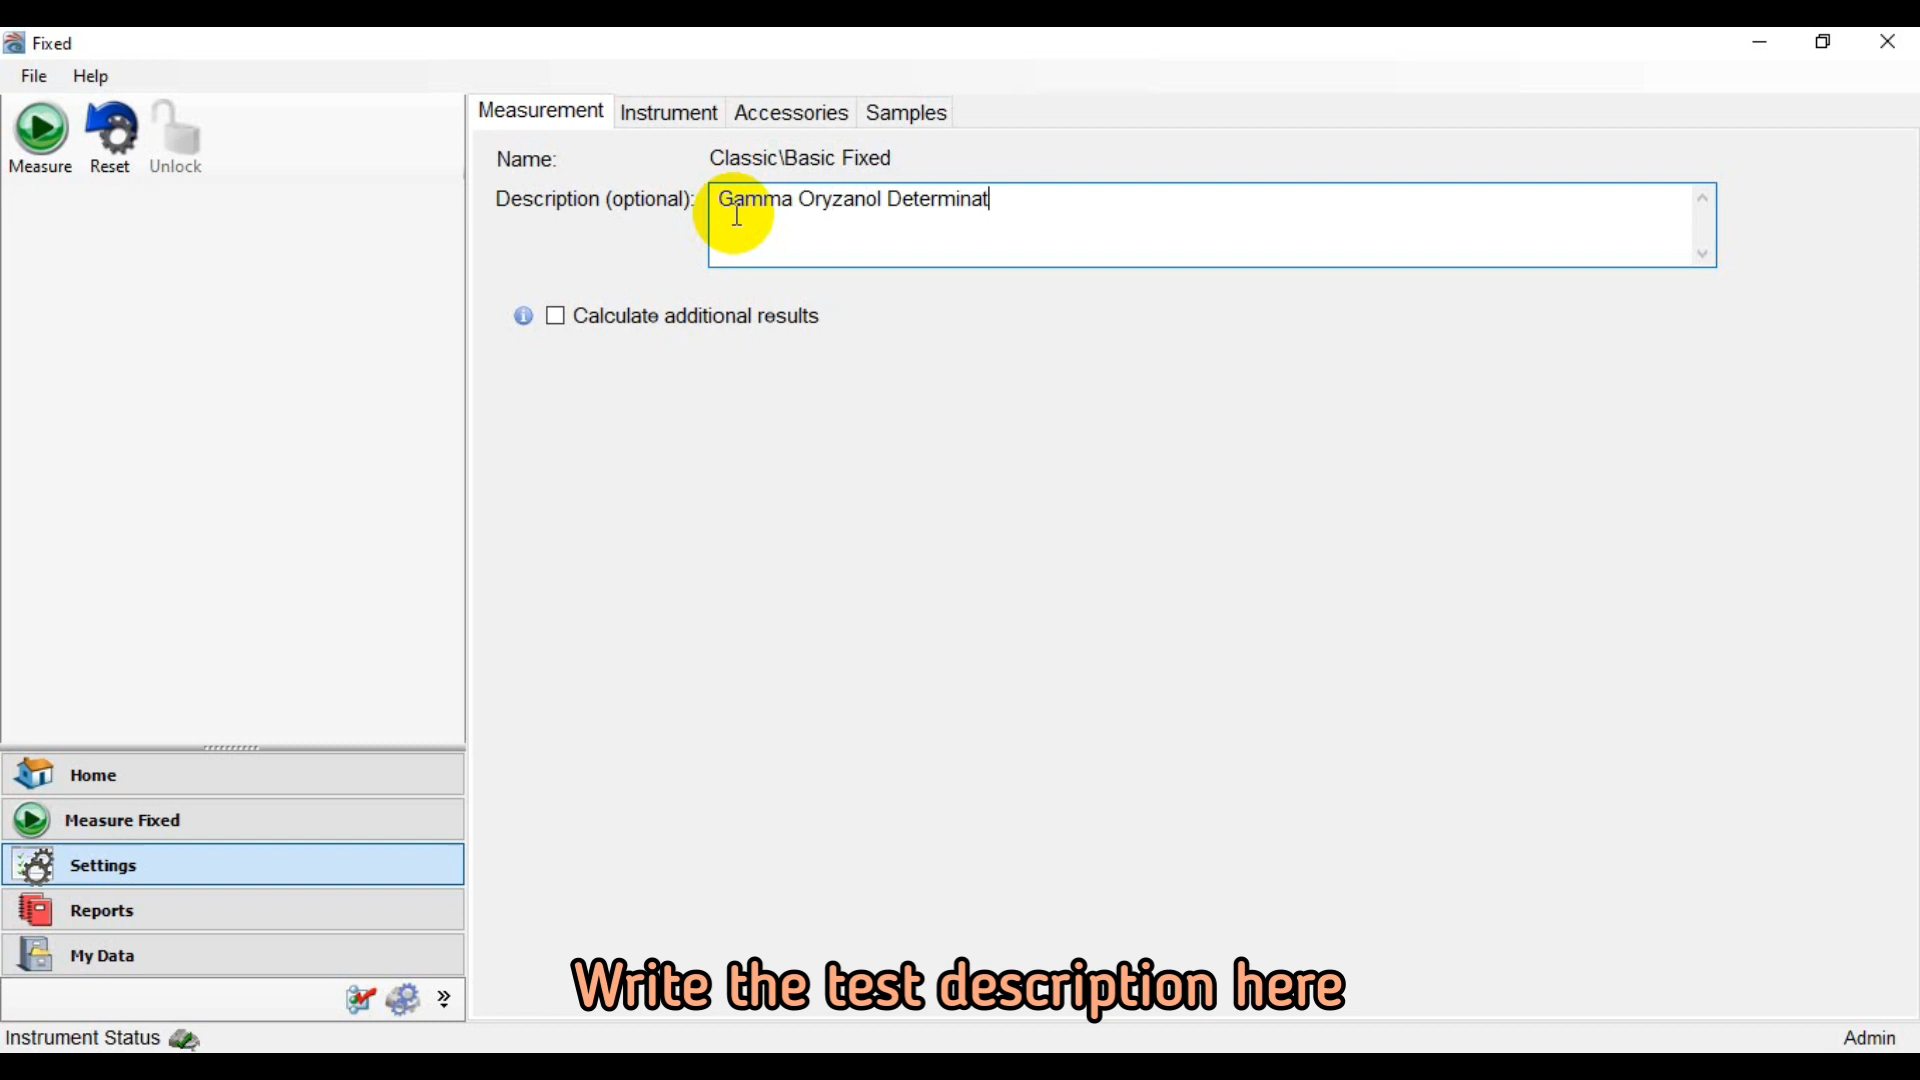 Fixed
File Help
Measure Reset Unlock
Measurement Instrument Accessories Samples
Name: Classic\Basic Fixed
Description (optional): Gamma Oryzanol Determinat
Calculate additional results
Home
Measure Fixed
Settings
Reports
My Data
Write the test description here
Instrument Status
Admin